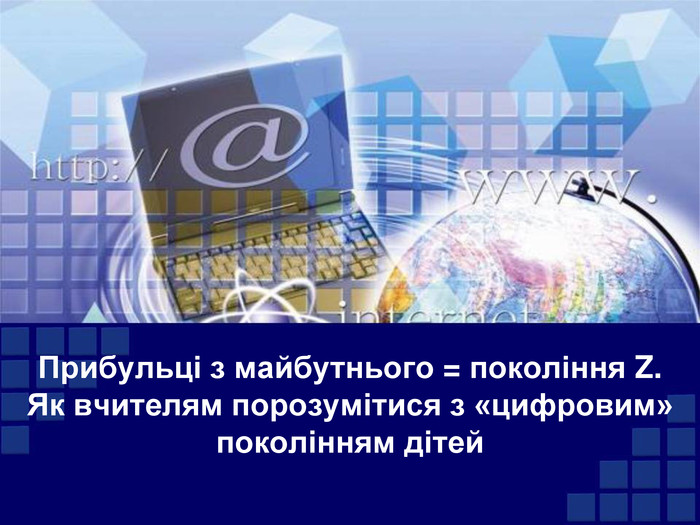 http://
@
www.
internet
Прибульці з майбутнього = покоління Z.
Як вчителям порозумітися з «цифровим»
поколінням дітей